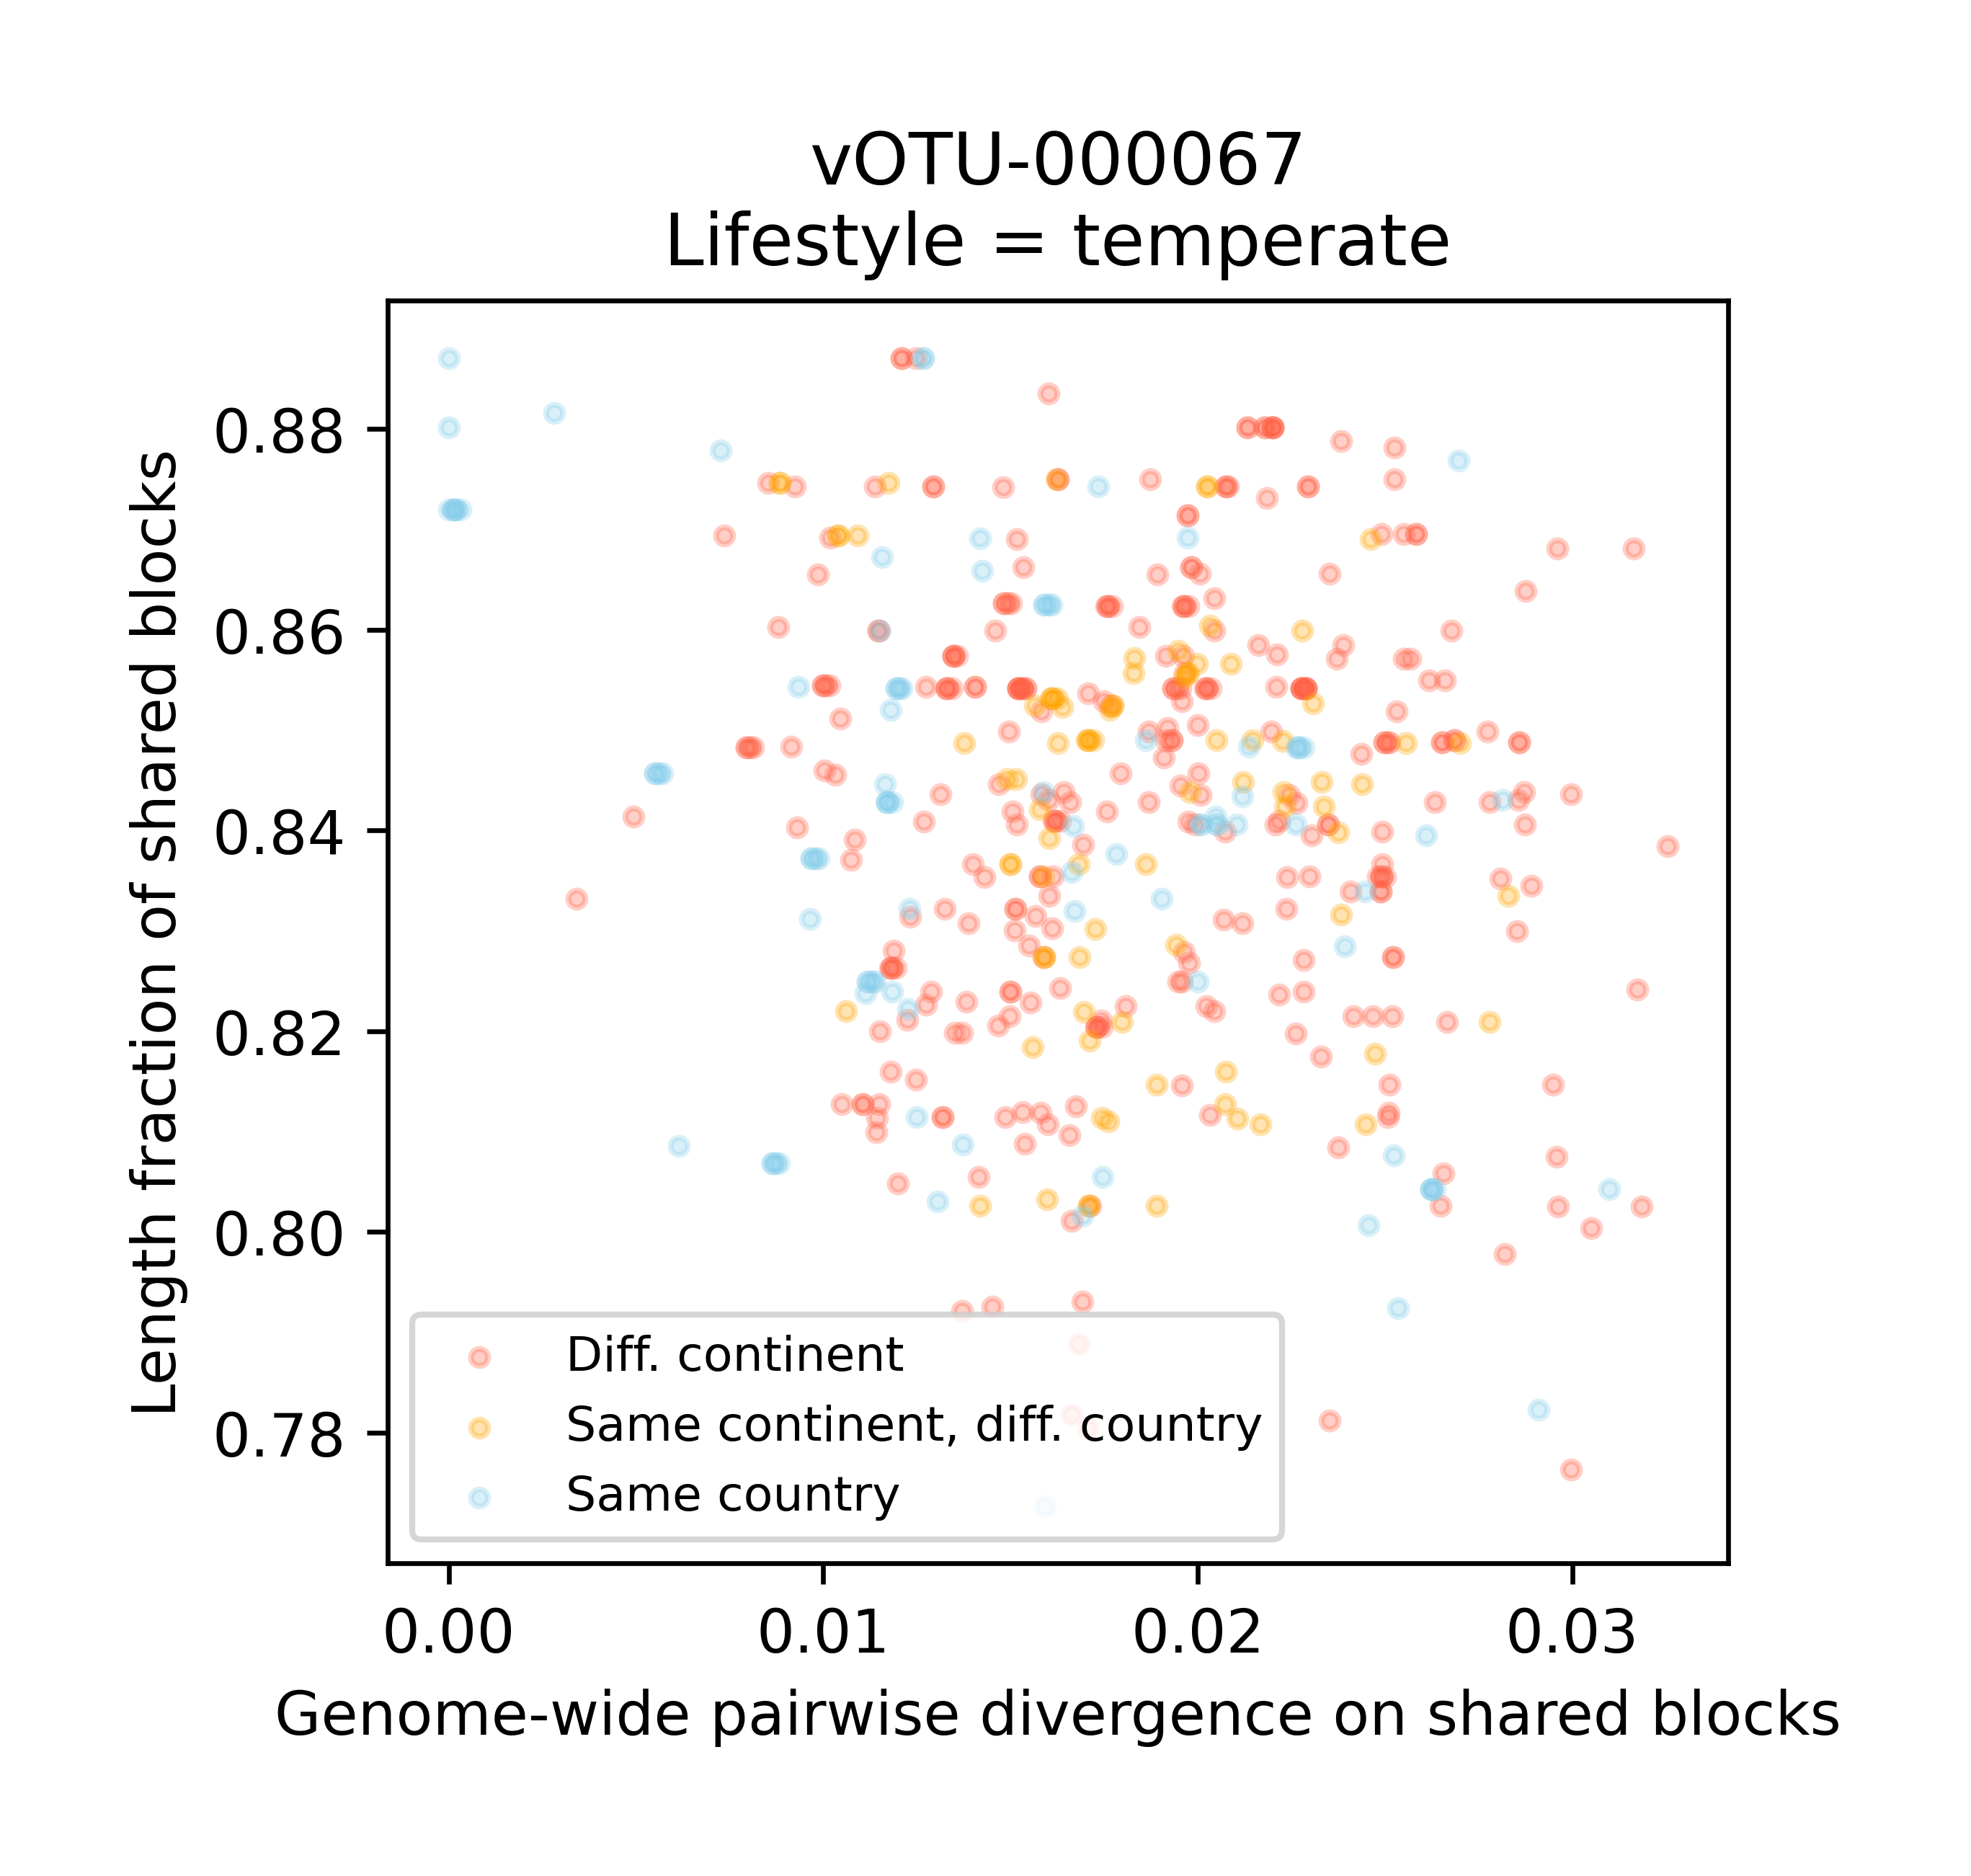 vOTU-000067
Lifestyle = temperate
Length fraction of shared blocks
0.88
0.86
0.84
0.82
0.80
0.78
Diff. continent
Same continent, diff. country
Same country
0.00 0.01 0.02 0.03
Genome-wide pairwise divergence on shared blocks